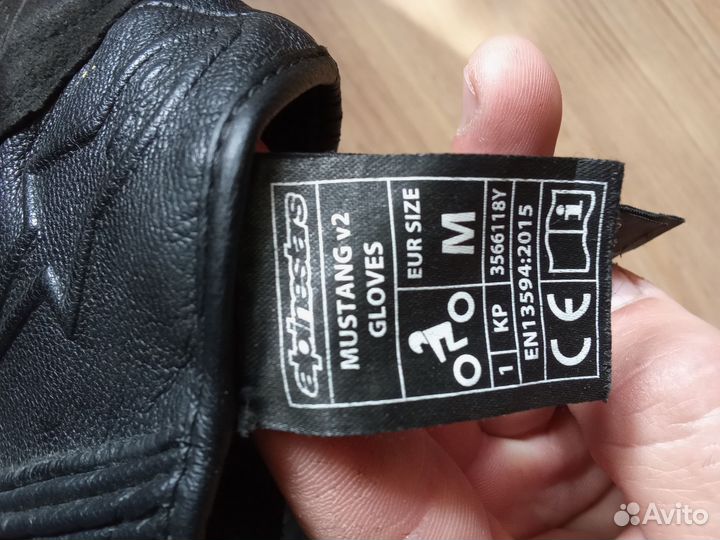 alpinestars
MUSTANG v2
GLOVES
EUR SIZE
M
3566118Y
1 KP
EN13594:2015
CE
i
Avito